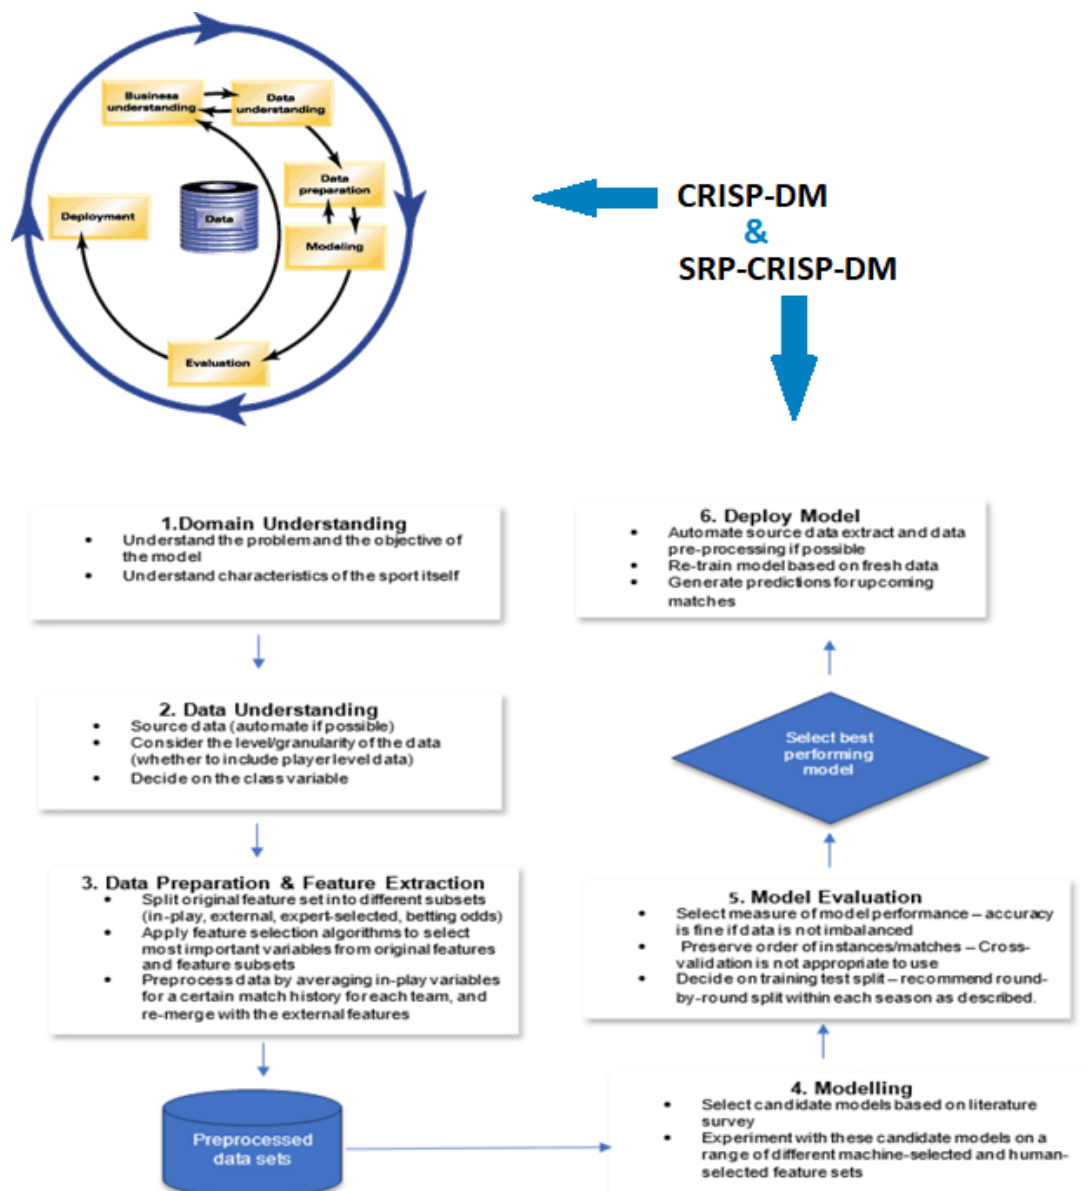 Business
understanding
Data
understanding
Data
preparation
Modeling
Data
Deployment
Evaluation
CRISP-DM
&
SRP-CRISP-DM
1.Domain Understanding
• Understand the problem and the objective of
the model
• Understand characteristics of the sport itself
2. Data Understanding
• Source data (automate if possible)
• Consider the level/granularity of the data
(whether to include player level data)
• Decide on the class variable
3. Data Preparation & Feature Extraction
• Split original feature set into different subsets
(in-play, external, expert-selected, betting odds)
• Apply feature selection algorithms to select
most important variables from original features
and feature subsets
• Preprocess data by averaging in-play variables
for a certain match history for each team, and
re-merge with the external features
Preprocessed
data sets
4. Modelling
• Select candidate models based on literature
survey
• Experiment with these candidate models on a
range of different machine-selected and human-
selected feature sets
5. Model Evaluation
• Select measure of model performance – accuracy
is fine if data is not imbalanced
• Preserve order of instances/matches – Cross-
validation is not appropriate to use
• Decide on training test split – recommend round-
by-round split within each season as described.
Select best
performing
model
6. Deploy Model
• Automate source data extract and data
pre-processing if possible
• Re-train model based on fresh data
• Generate predictions for upcoming
matches